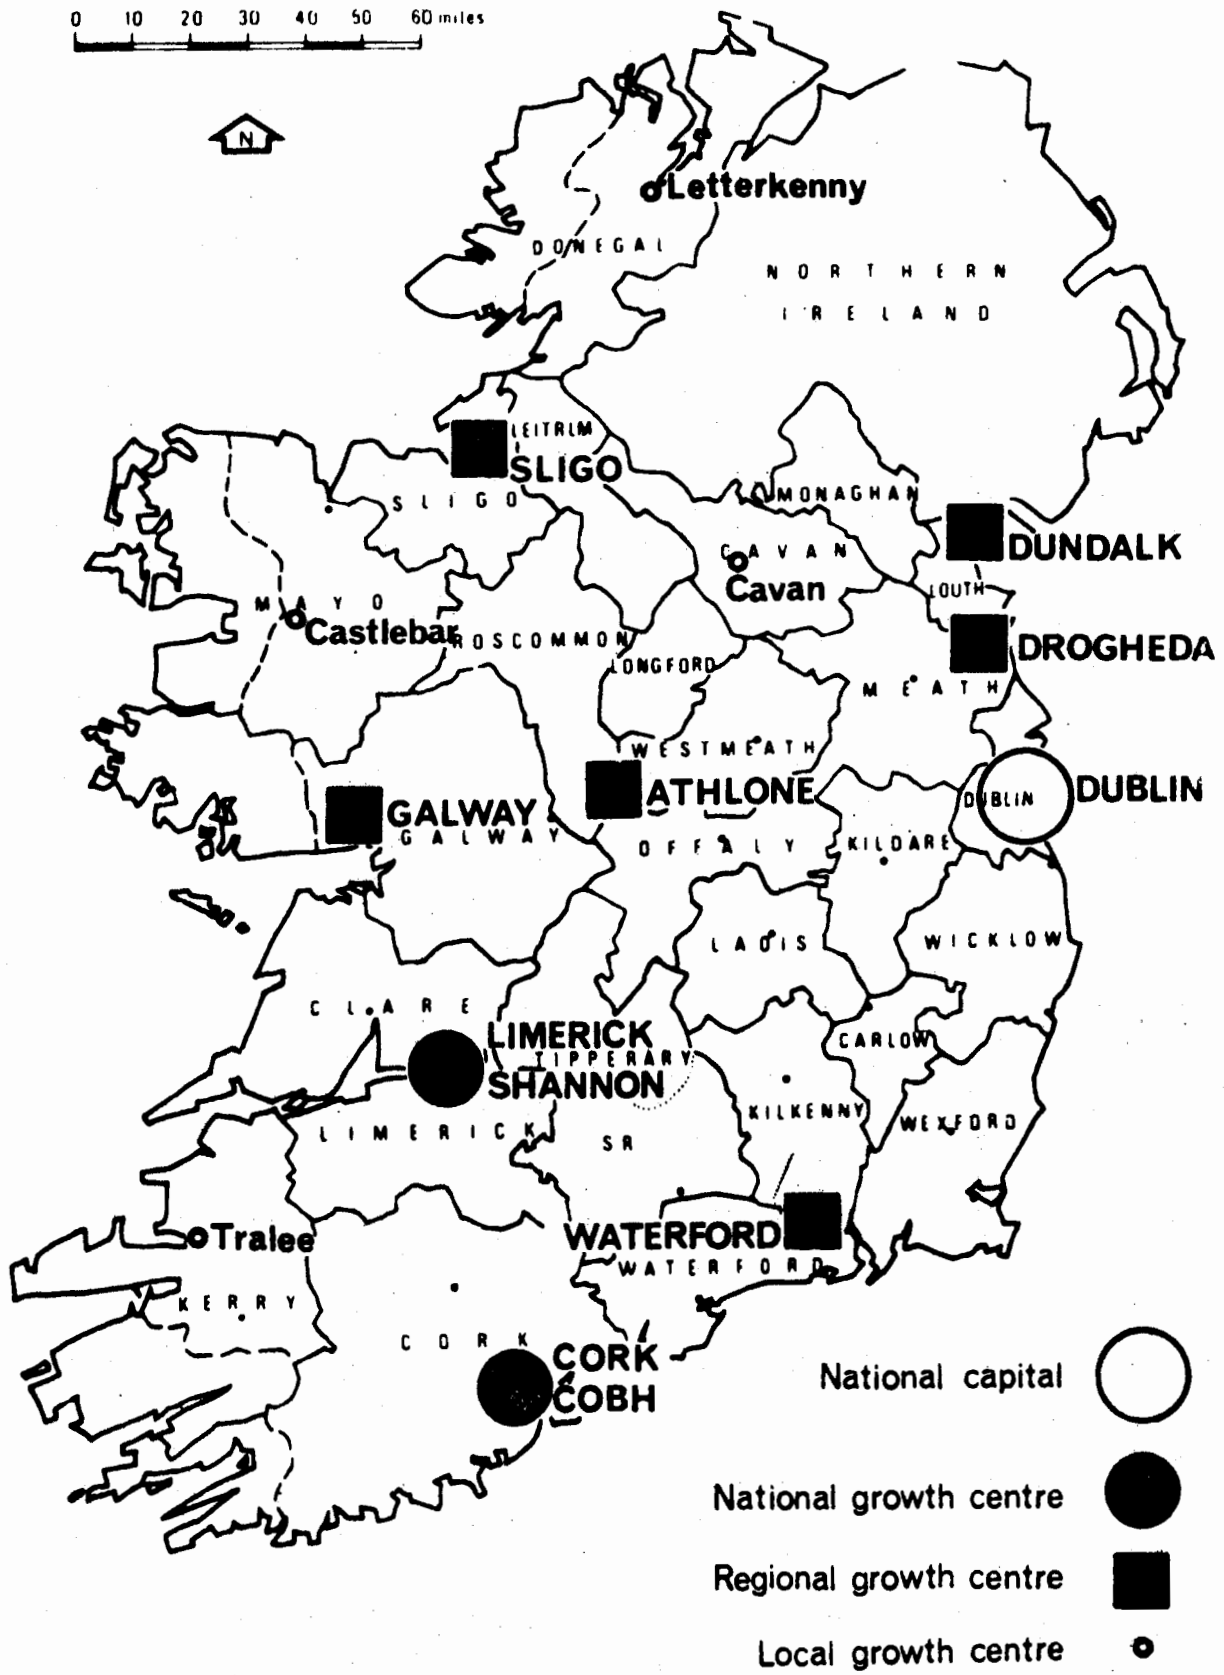 0 10 20 30 40 50 60 miles
N
Letterkenny
DONEGAL
NORTHERN
IRELAND
LEITRIM
SLIGO
SLIGO
MONAGHAN
DUNDALK
CAVAN
Cavan
LOUTH
MAYO
Castlebar
ROSCOMMON
LONGFORD
DROGHEDA
MEATH
WESTMEATH
ATHLONE
DUBLIN
DUBLIN
GALWAY
GALWAY
OFFALY
KILDARE
LAOIS
WICKLOW
CLARE
LIMERICK
SHANNON
TIPPERARY
CARLOW
LIMERICK
SR
KILKENNY
WEXFORD
Tralee
WATERFORD
WATERFORD
KERRY
CORK
CORK
COBH
National capital
National growth centre
Regional growth centre
Local growth centre